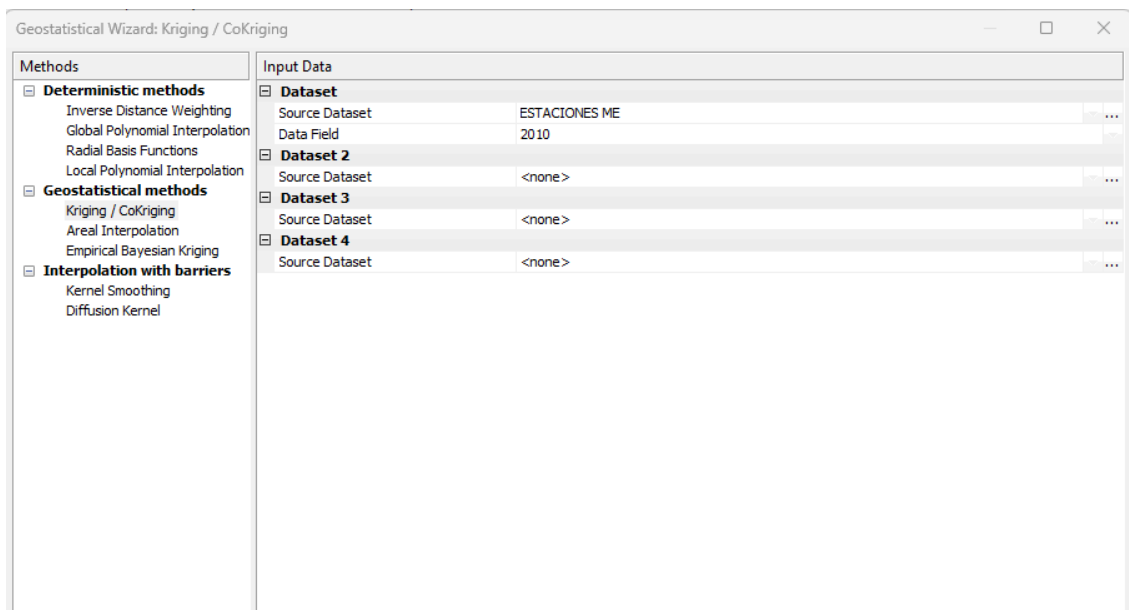 Geostatistical Wizard: Kriging / CoKriging
Methods
Deterministic methods
Inverse Distance Weighting
Global Polynomial Interpolation
Radial Basis Functions
Local Polynomial Interpolation
Geostatistical methods
Kriging / CoKriging
Areal Interpolation
Empirical Bayesian Kriging
Interpolation with barriers
Kernel Smoothing
Diffusion Kernel
Input Data
Dataset
Source Dataset ESTACIONES ME ...
Data Field 2010
Dataset 2
Source Dataset <none> ...
Dataset 3
Source Dataset <none> ...
Dataset 4
Source Dataset <none> ...